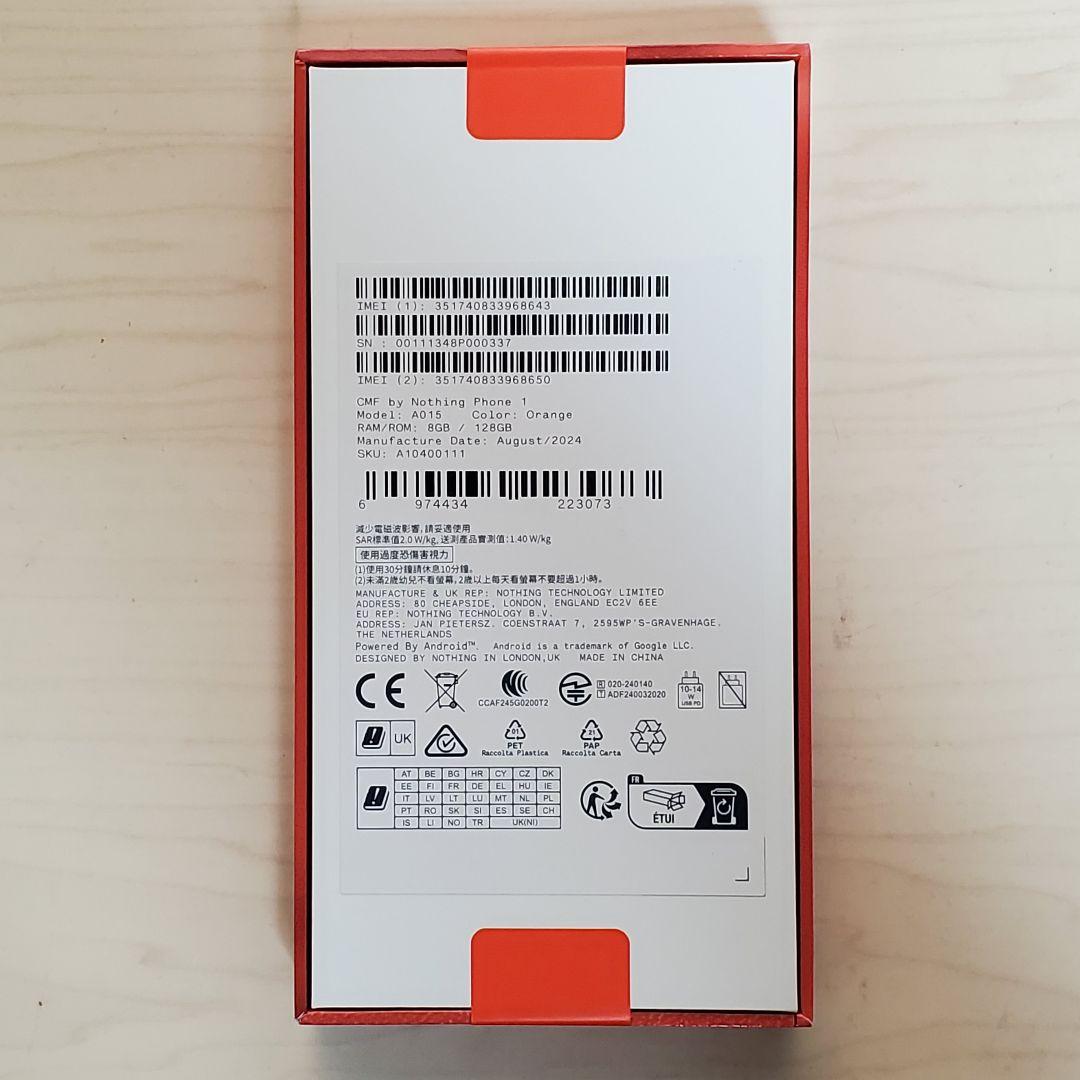 IMEI (1): 351740833968643
SN : 00111348P000337
IMEI (2): 351740833968650
CMF by Nothing Phone 1
Model: A015 Color: Orange
RAM/ROM: 8GB / 128GB
Manufacture Date: August/2024
SKU: A10400111
6 974434 223073
減少電磁波影響,請妥適使用
SAR標準值2.0 W/kg, 送測產品實測值:1.40 W/kg
使用過度恐傷害視力
(1)使用30分鐘請休息10分鐘。
(2)未滿2歲幼兒不看螢幕,2歲以上每天看螢幕不要超過1小時。
MANUFACTURE & UK REP: NOTHING TECHNOLOGY LIMITED
ADDRESS: 80 CHEAPSIDE, LONDON, ENGLAND EC2V 6EE
EU REP: NOTHING TECHNOLOGY B.V.
ADDRESS: JAN PIETERSZ. COENSTRAAT 7, 2595WP'S-GRAVENHAGE.
THE NETHERLANDS
Powered By Android™. Android is a trademark of Google LLC.
DESIGNED BY NOTHING IN LONDON,UK MADE IN CHINA
CE
CCAF245G0200T2
R 020-240140
T ADF240032020
10-14
W
USB PD
UK
01
PET
Raccolta Plastica
21
PAP
Raccolta Carta
AT BE BG HR CY CZ DK
EE FI FR DE EL HU IE
IT LV LT LU MT NL PL
PT RO SK SI ES SE CH
IS LI NO TR UK(NI)
FR
ÉTUI